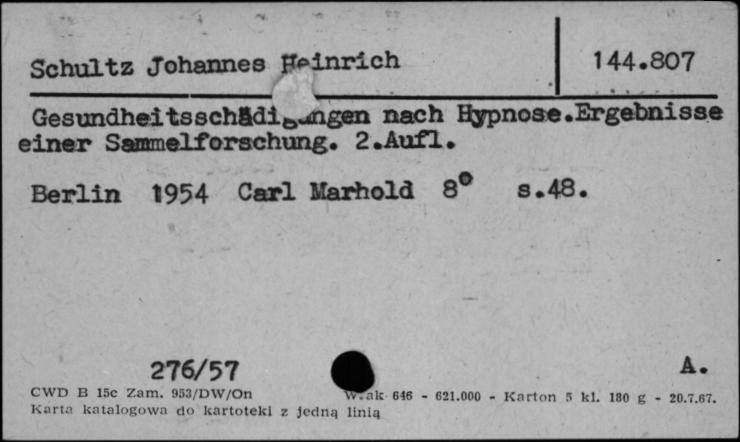 Schultz Johannes Heinrich
144.807
Gesundheitsschädigungen nach Hypnose.Ergebnisse
einer Sammelforschung. 2.Aufl.
Berlin 1954 Carl Marhold 8° s.48.
276/57
A.
CWD B 15c Zam. 953/DW/On
W.ak 646 - 621.000 - Karton 5 kl. 180 g - 20.7.67.
Karta katalogowa do kartoteki z jedną linią